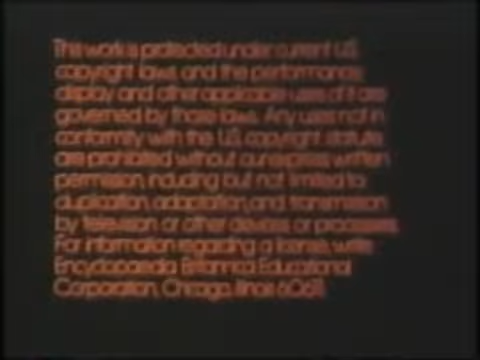 This work is protected under current U.S.
copyright laws and the performance,
display and other applicable uses of it are
governed by those laws. Any uses not in
conformity with the U.S. copyright statute
are prohibited without our express written
permission, including but not limited to
duplication, adaptation, and transmission
by television or other devices or processes.
For information regarding a license, write
Encyclopaedia Britannica Educational
Corporation, Chicago, Illinois 60611.